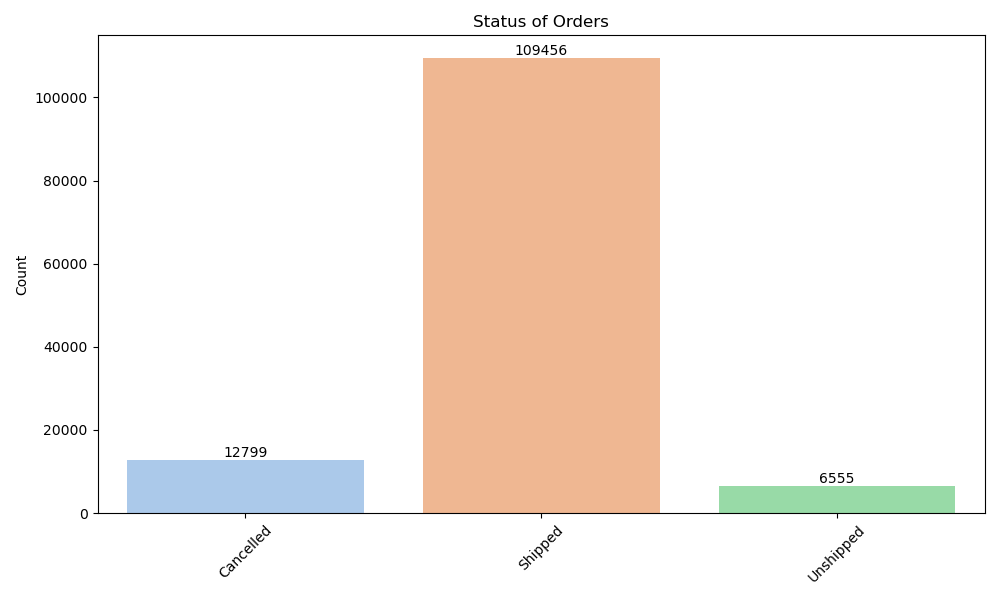 Status of Orders
109456
100000
80000
60000
Count
40000
20000
12799
6555
0
Cancelled
Shipped
Unshipped